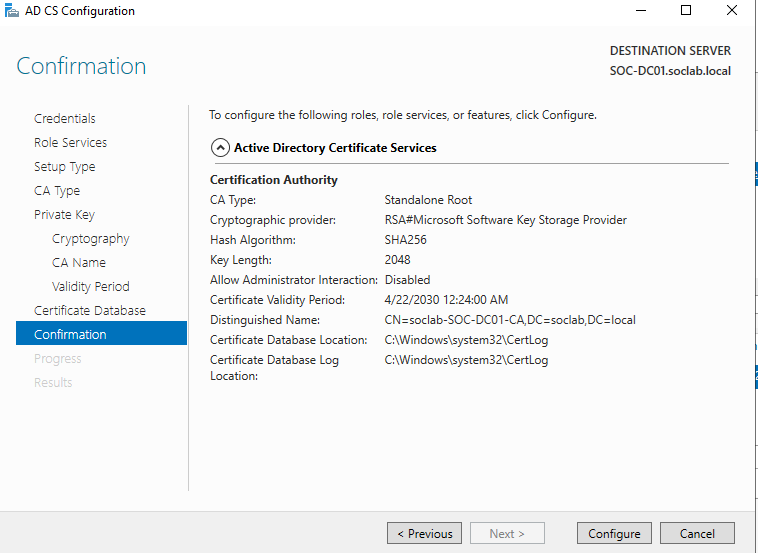 AD CS Configuration
Confirmation
DESTINATION SERVER
SOC-DC01.soclab.local
Credentials
Role Services
Setup Type
CA Type
Private Key
Cryptography
CA Name
Validity Period
Certificate Database
Confirmation
Progress
Results
To configure the following roles, role services, or features, click Configure.
Active Directory Certificate Services
Certification Authority
CA Type: Standalone Root
Cryptographic provider: RSA#Microsoft Software Key Storage Provider
Hash Algorithm: SHA256
Key Length: 2048
Allow Administrator Interaction: Disabled
Certificate Validity Period: 4/22/2030 12:24:00 AM
Distinguished Name: CN=soclab-SOC-DC01-CA,DC=soclab,DC=local
Certificate Database Location: C:\Windows\system32\CertLog
Certificate Database Log C:\Windows\system32\CertLog
Location:
< Previous
Next >
Configure
Cancel